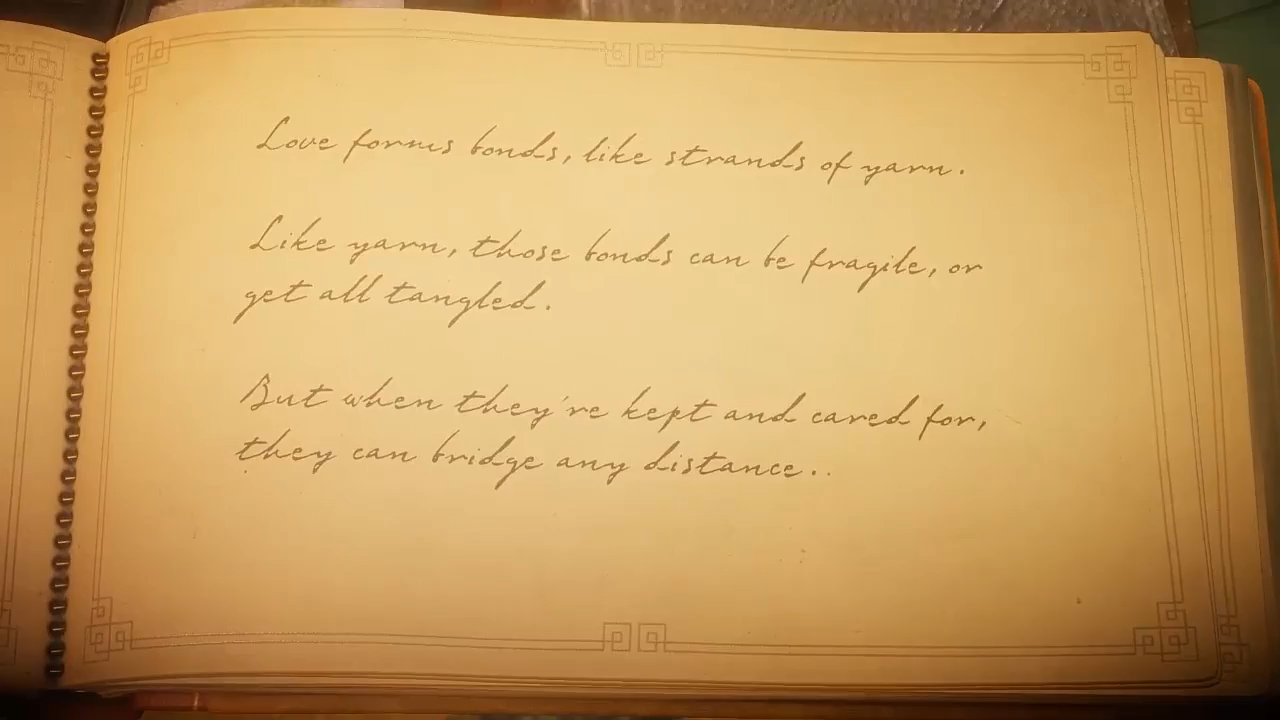 Love forms bonds, like strands of yarn.
Like yarn, those bonds can be fragile, or
get all tangled.
But when they're kept and cared for,
they can bridge any distance..